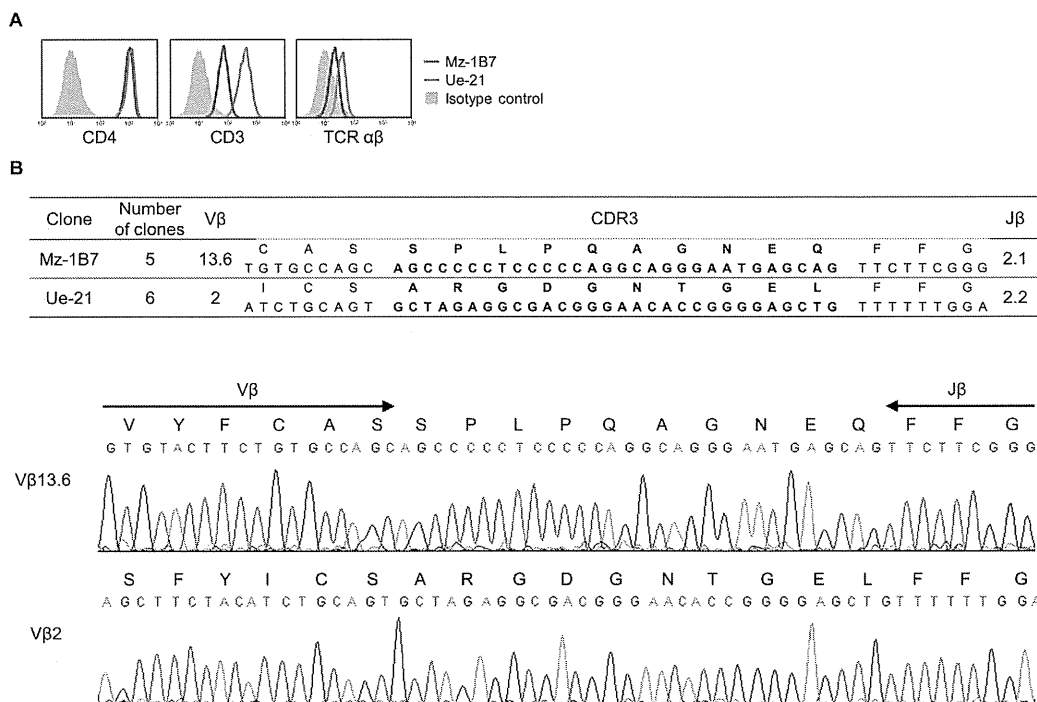 A
Mz-1B7
Ue-21
Isotype control
CD4 CD3 TCR αβ
B
Clone Number of clones Vβ CDR3 Jβ
C A S S P L P Q A G N E Q F F G
Mz-1B7 5 13.6 TGTGCCAGC AGCCCCCTCCCCCAGGCAGGGAATGAGCAG TTCTTCGGG 2.1
I C S A R G D G N T G E L F F G
Ue-21 6 2 ATCTGCAGT GCTAGAGGCGACGGGAACACCGGGGAGCTG TTTTTTGGA 2.2
Vβ Jβ
V Y F C A S S P L P Q A G N E Q F F G
GTGTACTTCTGTGCCAGCAGCCCCCTCCCCCAGGCAGGGAATGAGCAGTTCTTCGGG
Vβ13.6
S F Y I C S A R G D G N T G E L F F G
AGCTTCTACATCTGCAGTGCTAGAGGCGACGGGAACACCGGGGAGCTGTTTTTTGGA
Vβ2